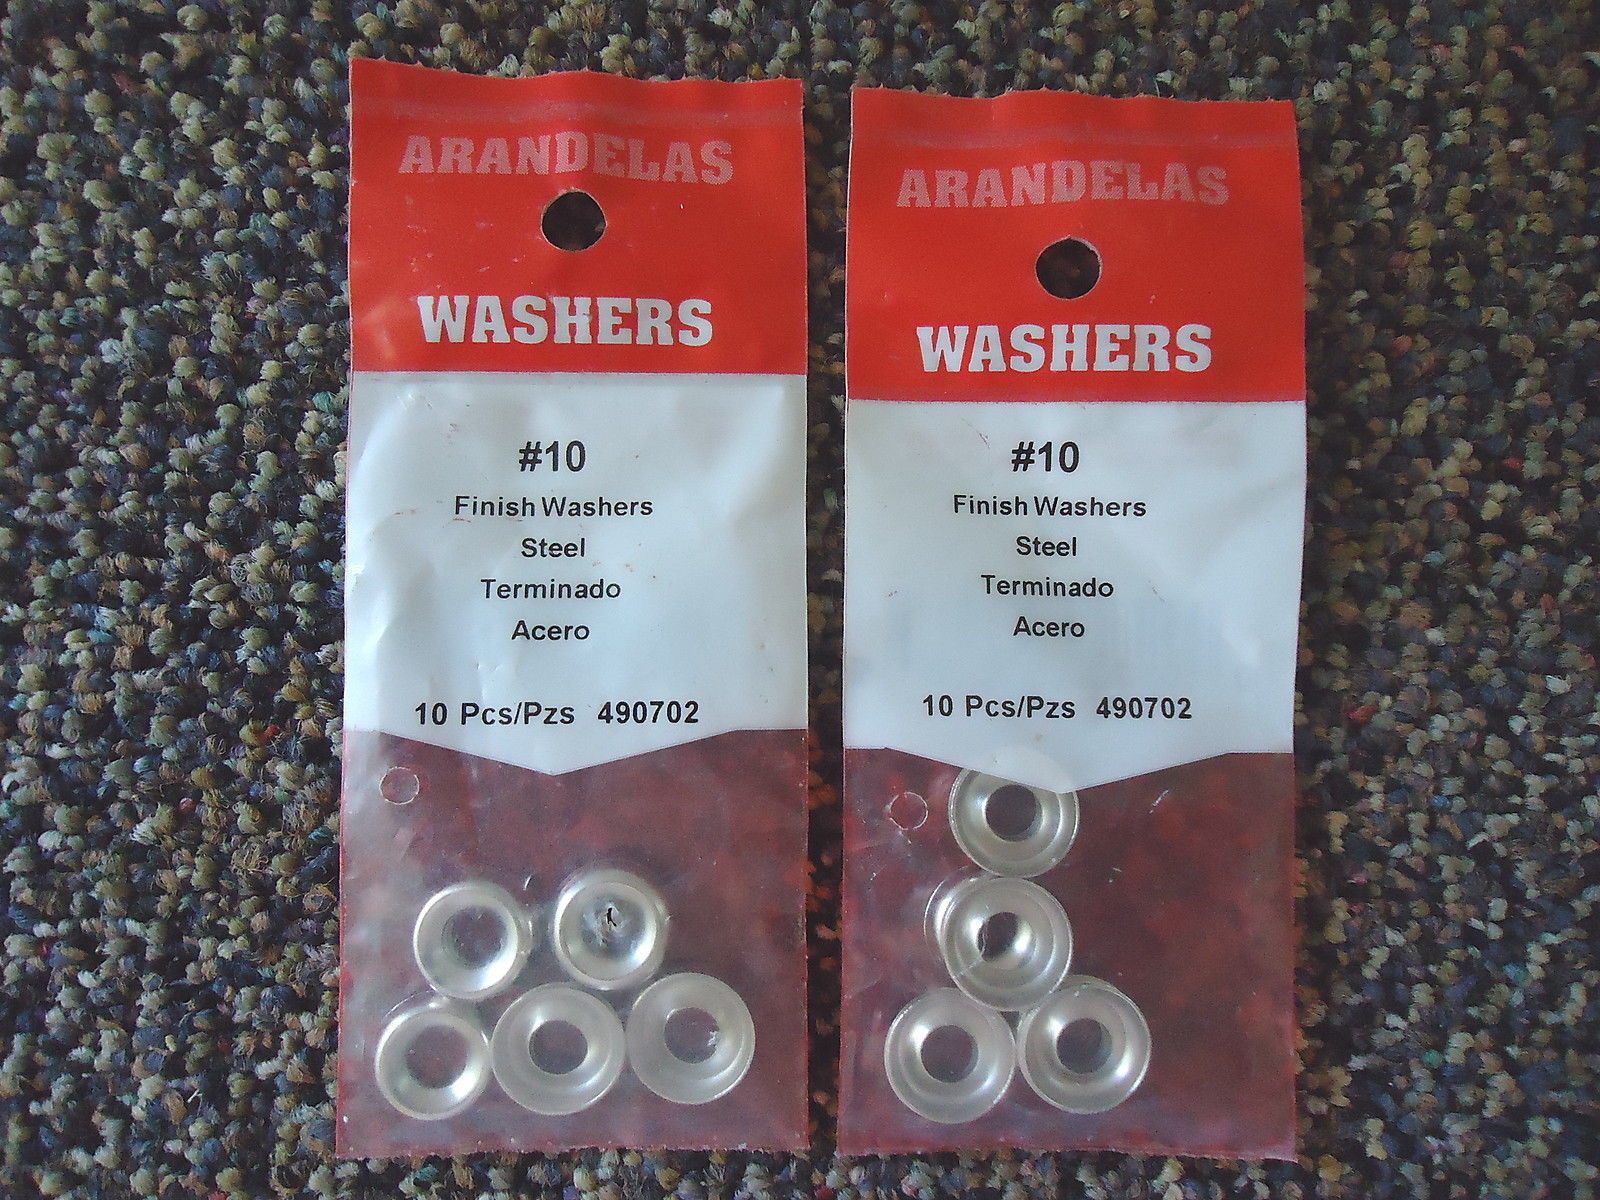 ARANDELAS
WASHERS
#10
Finish Washers
Steel
Terminado
Acero
10 Pcs/Pzs 490702
ARANDELAS
WASHERS
#10
Finish Washers
Steel
Terminado
Acero
10 Pcs/Pzs 490702